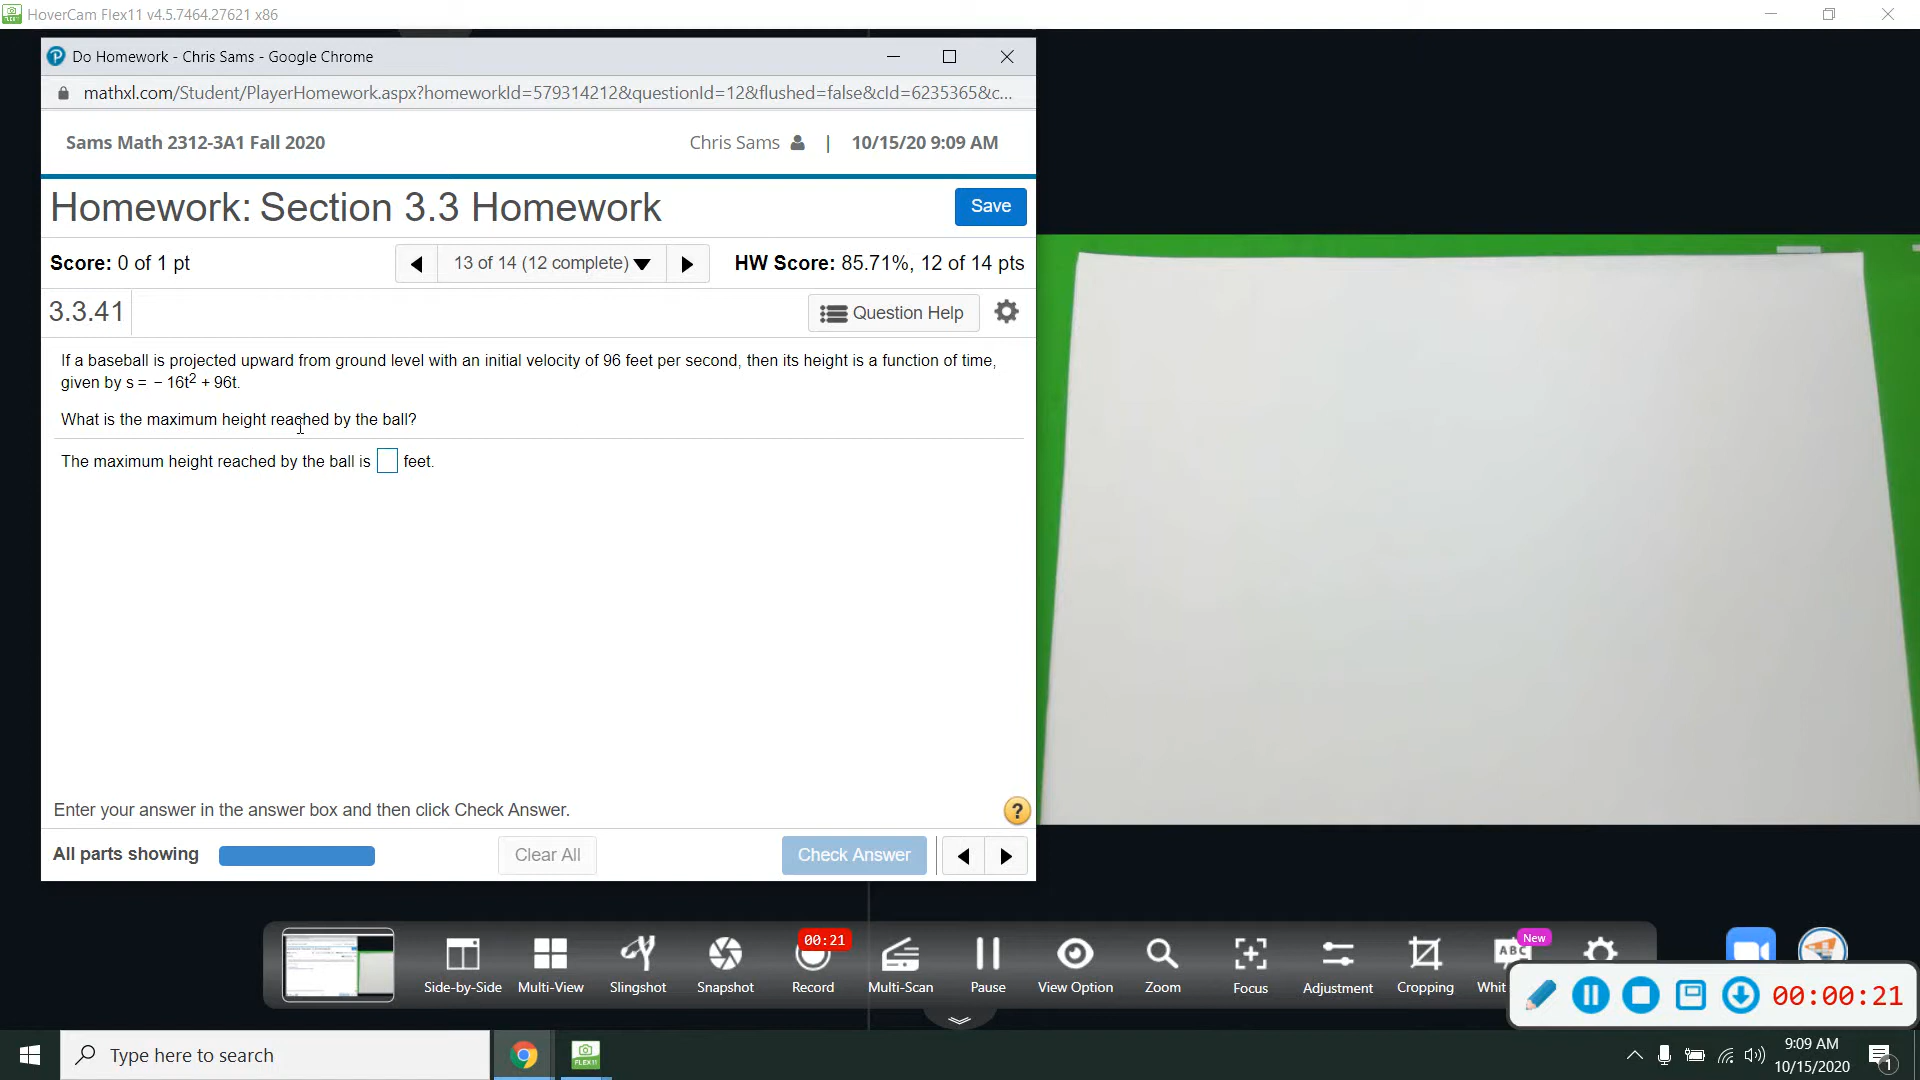 HoverCam Flex11 v4.5.7464.27621 x86
Do Homework - Chris Sams - Google Chrome
mathxl.com/Student/PlayerHomework.aspx?homeworkId=579314212&questionId=12&flushed=false&cId=6235365&c...
Sams Math 2312-3A1 Fall 2020
Chris Sams | 10/15/20 9:09 AM
Homework: Section 3.3 Homework
Save
Score: 0 of 1 pt
13 of 14 (12 complete)
HW Score: 85.71%, 12 of 14 pts
3.3.41
Question Help
If a baseball is projected upward from ground level with an initial velocity of 96 feet per second, then its height is a function of time,
given by s = − 16t² + 96t.
What is the maximum height reached by the ball?
The maximum height reached by the ball is feet.
Enter your answer in the answer box and then click Check Answer.
?
All parts showing
Clear All
Check Answer
00:21
New
ABC
Side-by-Side
Multi-View
Slingshot
Snapshot
Record
Multi-Scan
Pause
View Option
Zoom
Focus
Adjustment
Cropping
Whit
00:00:21
Type here to search
FLEX11
9:09 AM
10/15/2020
1